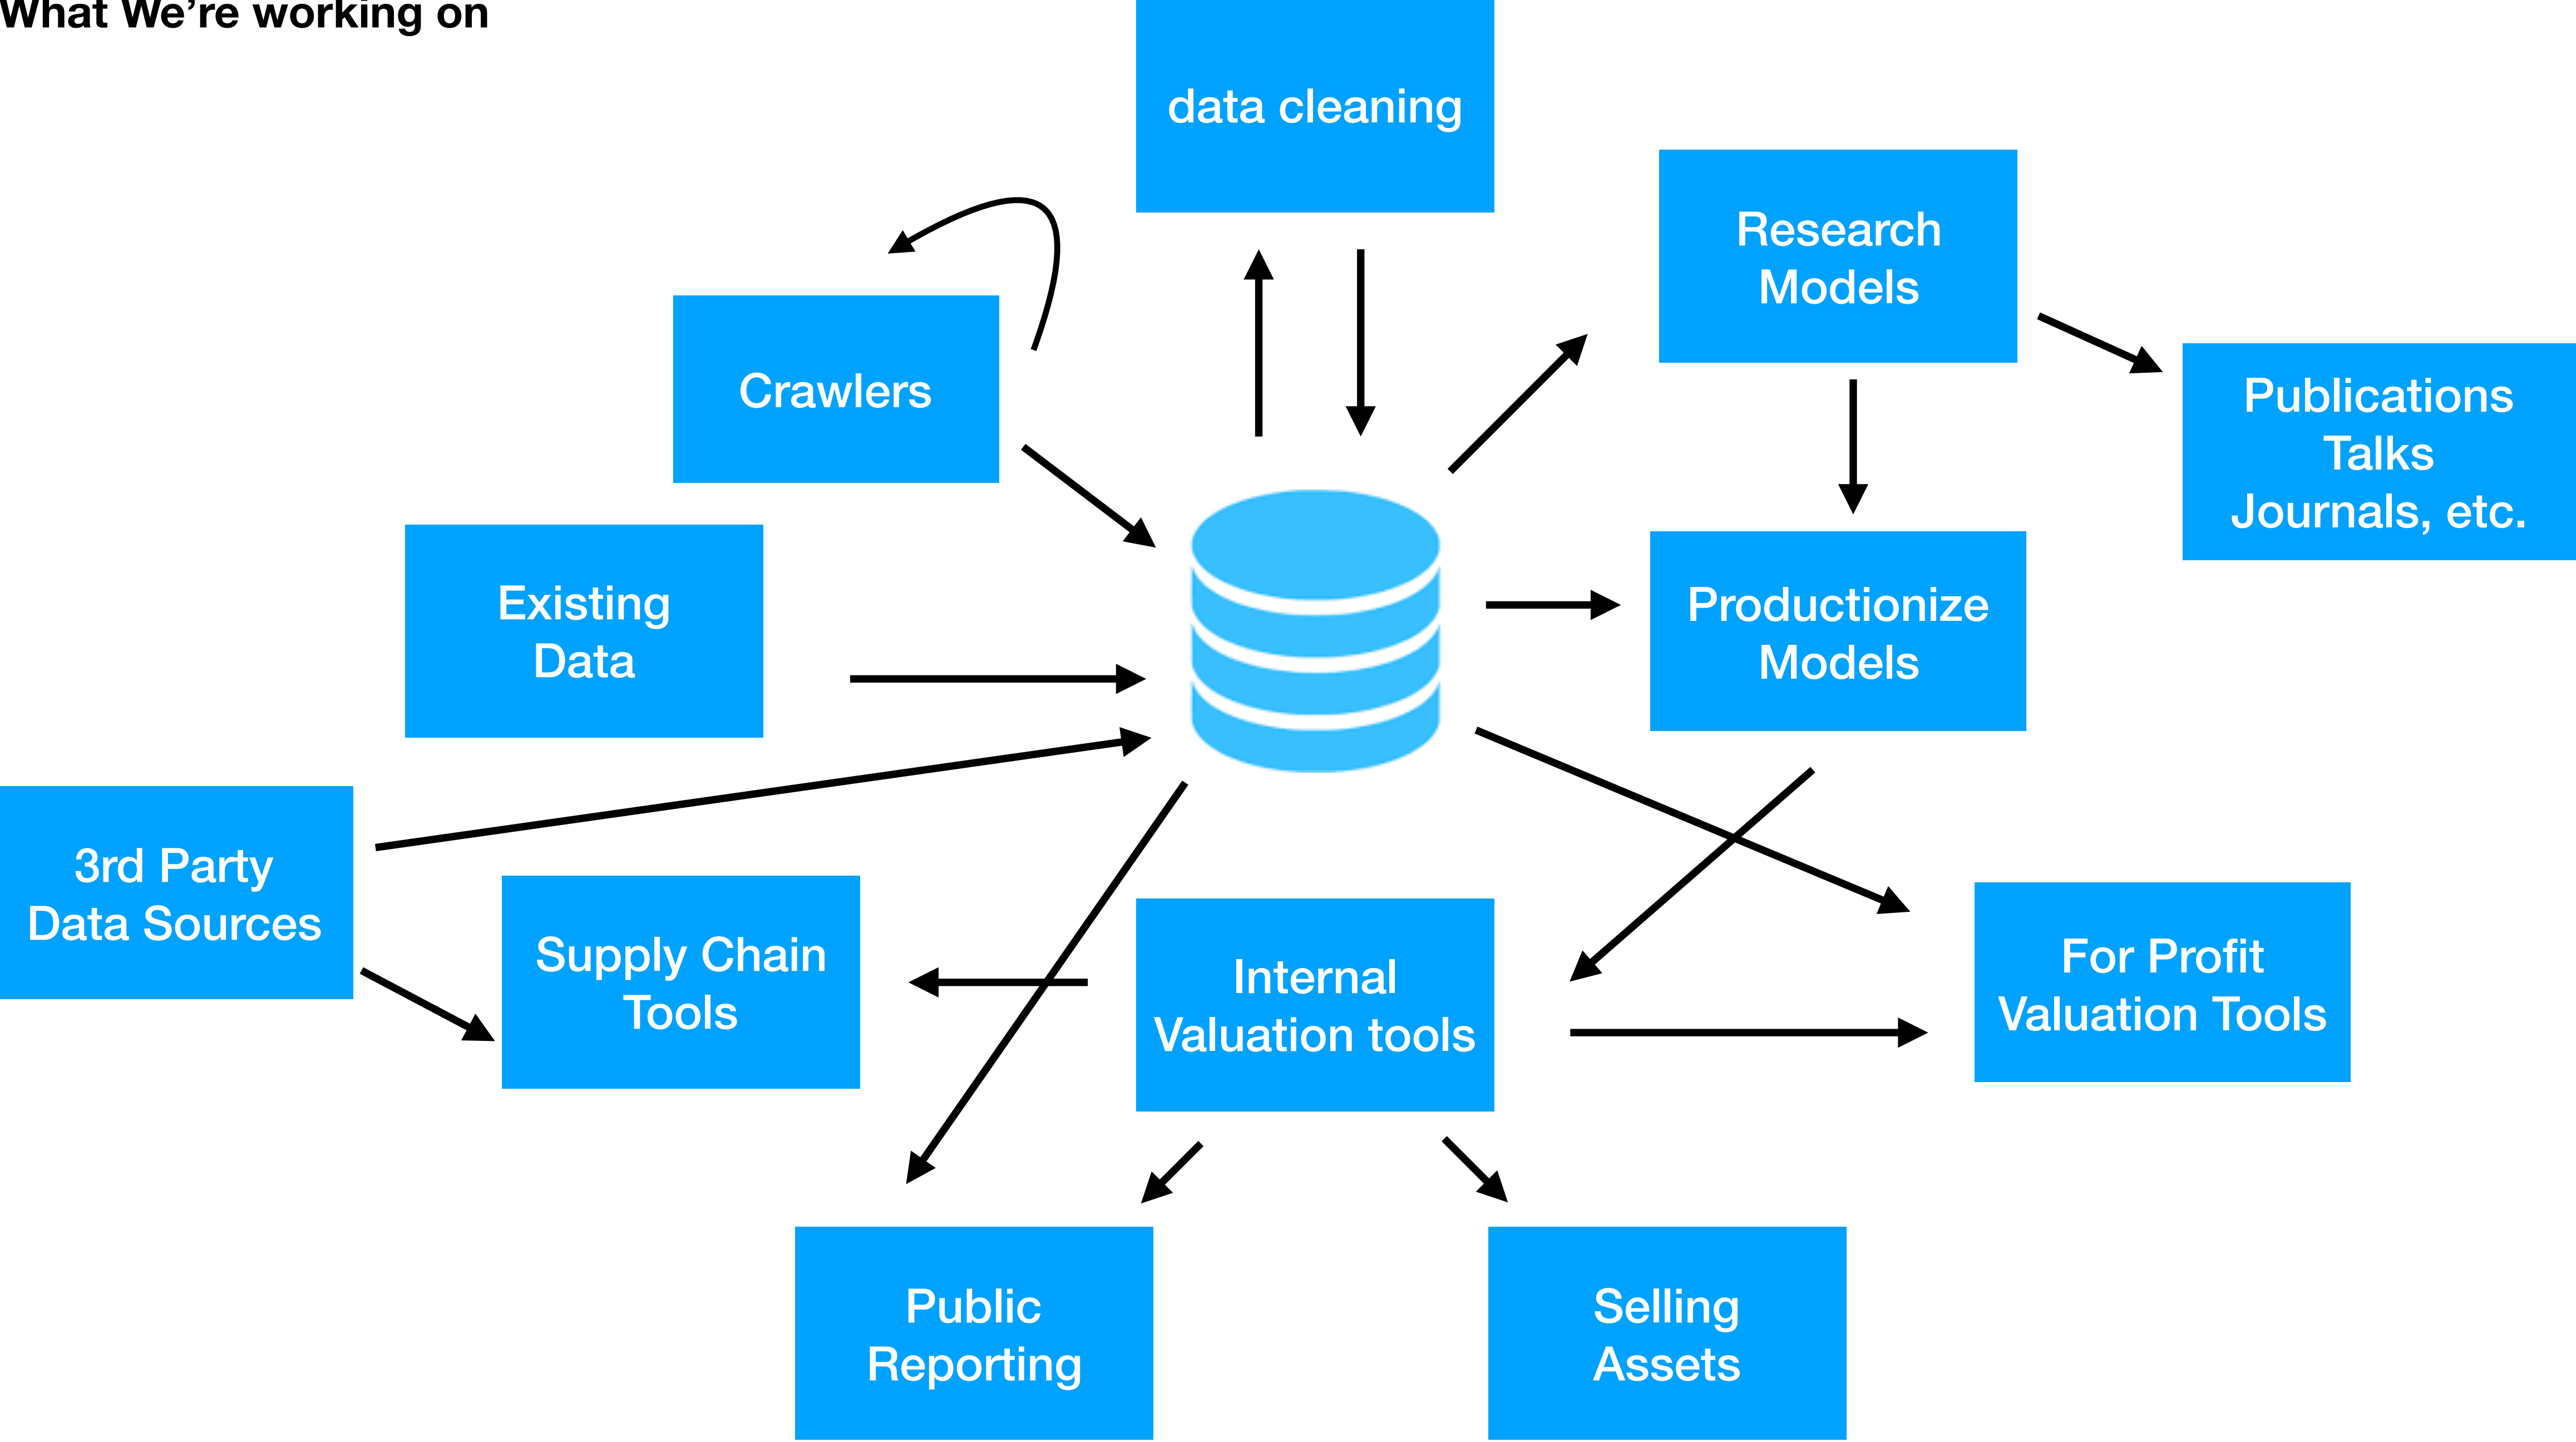 What We're working on
data cleaning
Research
Models
Crawlers
Publications
Talks
Journals, etc.
Existing
Data
Productionize
Models
3rd Party
Data Sources
Supply Chain
Tools
Internal
Valuation tools
For Profit
Valuation Tools
Public
Reporting
Selling
Assets